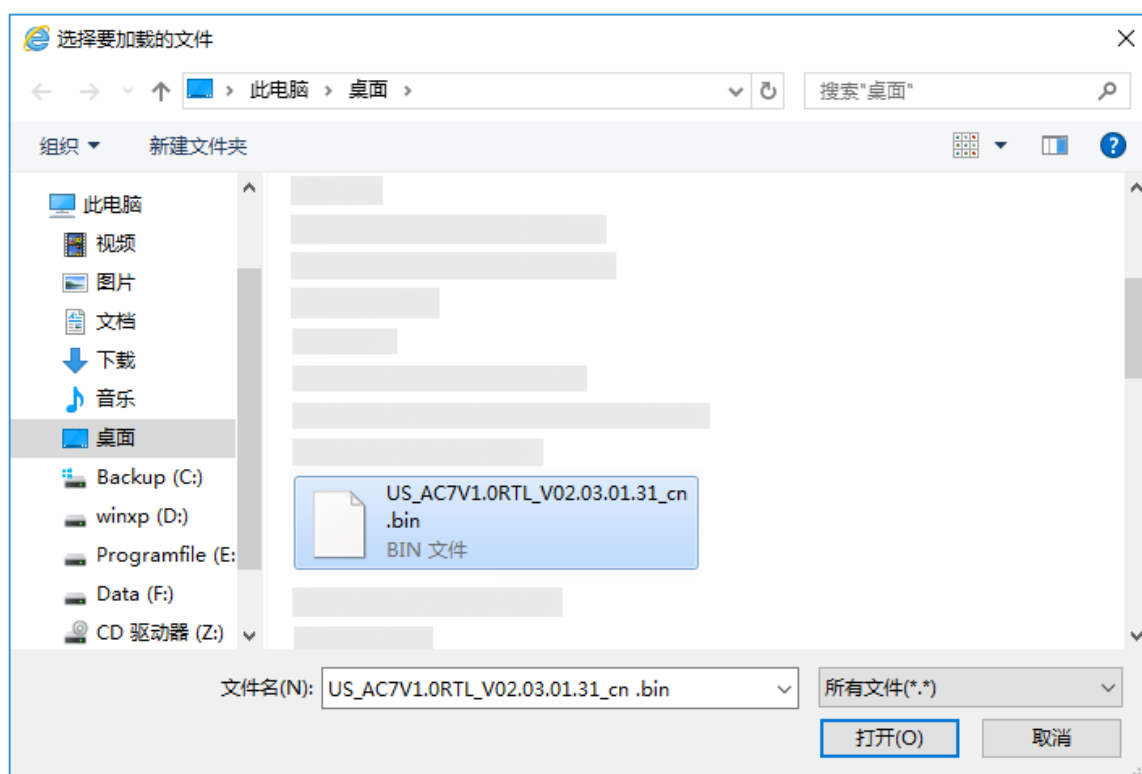 选择要加载的文件
此电脑 › 桌面 ›
搜索"桌面"
组织
新建文件夹
此电脑
视频
图片
文档
下载
音乐
桌面
Backup (C:)
winxp (D:)
Programfile (E:
Data (F:)
CD 驱动器 (Z:)
US_AC7V1.0RTL_V02.03.01.31_cn
.bin
BIN 文件
文件名(N): US_AC7V1.0RTL_V02.03.01.31_cn .bin
所有文件(*.*)
打开(O)
取消